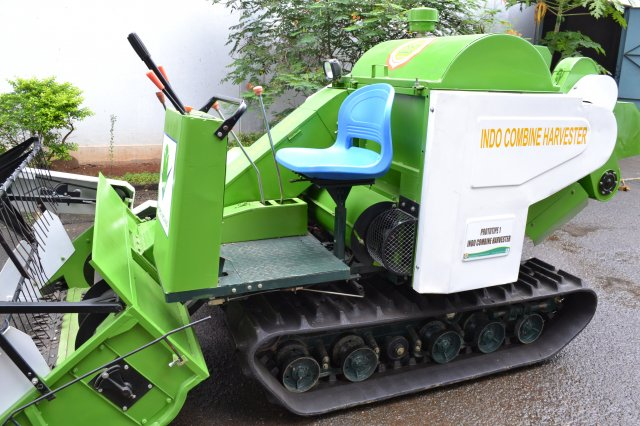 INDO COMBINE HARVESTER
PROTOTYPE 1
INDO COMBINE HARVESTER